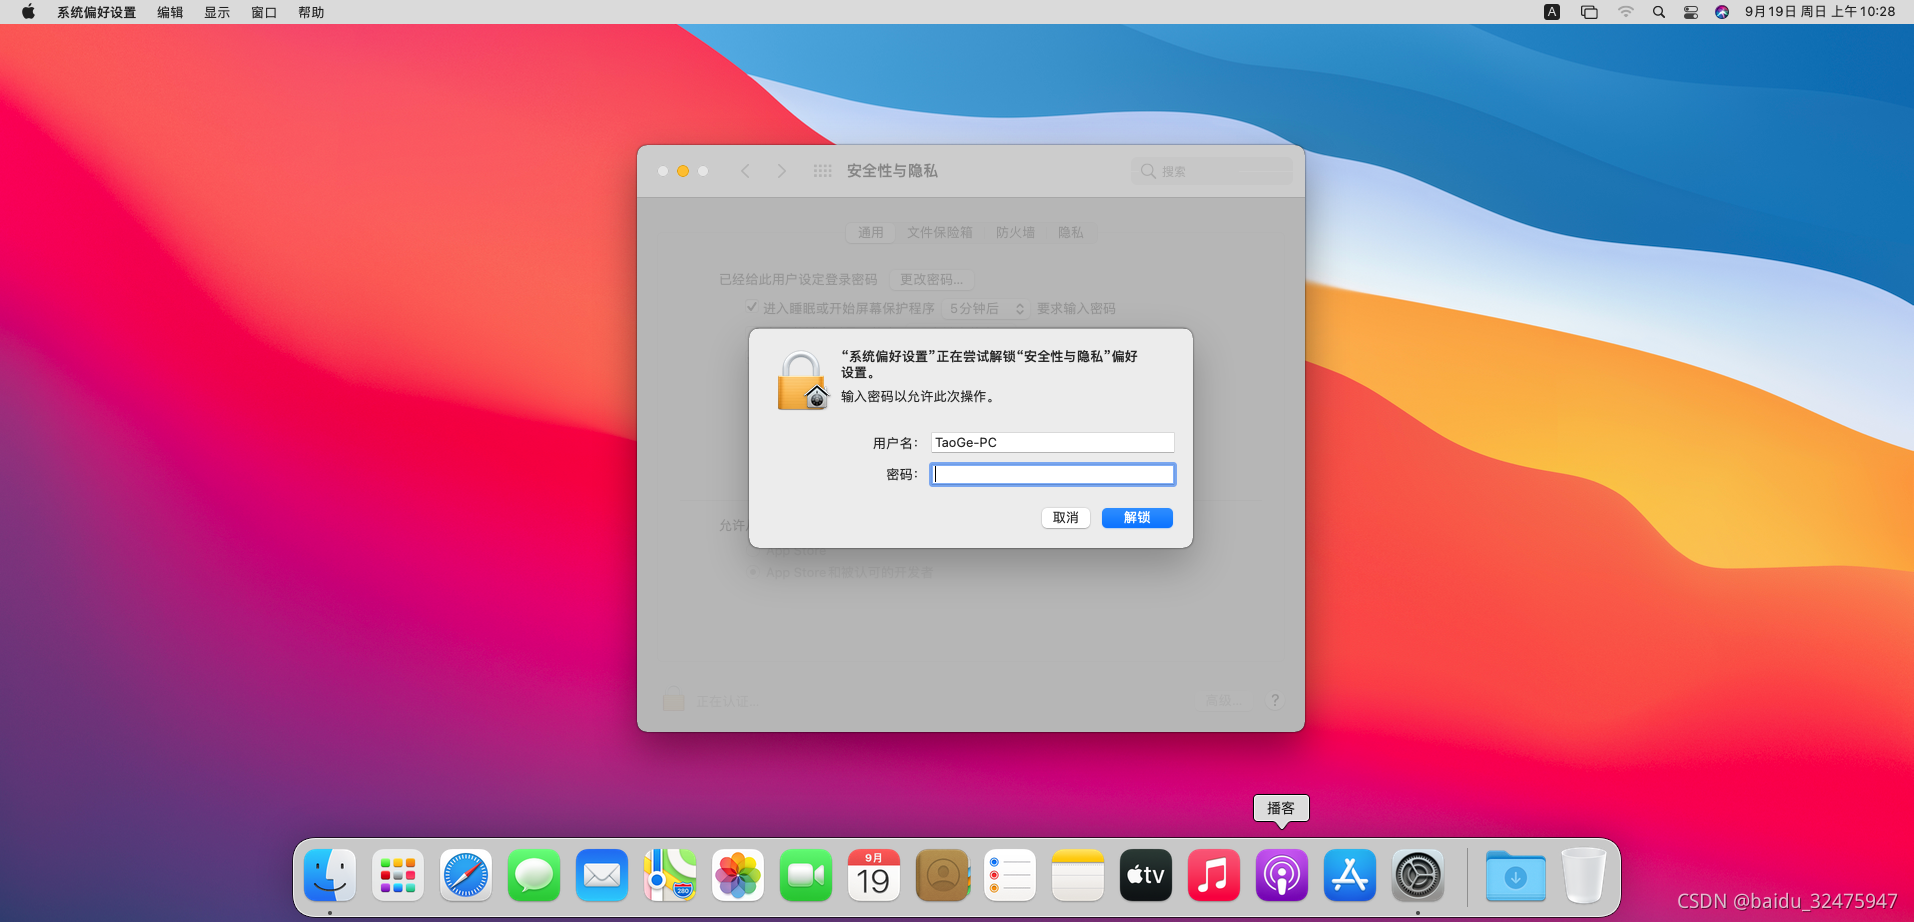 系统偏好设置 编辑 显示 窗口 帮助 A 9月19日 周日 上午10:28
安全性与隐私 搜索
通用 文件保险箱 防火墙 隐私
已经给此用户设定登录密码 更改密码...
进入睡眠或开始屏幕保护程序 5分钟后 要求输入密码
“系统偏好设置”正在尝试解锁“安全性与隐私”偏好
设置。
输入密码以允许此次操作。
用户名: TaoGe-PC
密码:
取消 解锁
允许
App Store
App Store和被认可的开发者
正在认证... 高级... ?
播客
9月
19
280
tv
CSDN @baidu_32475947